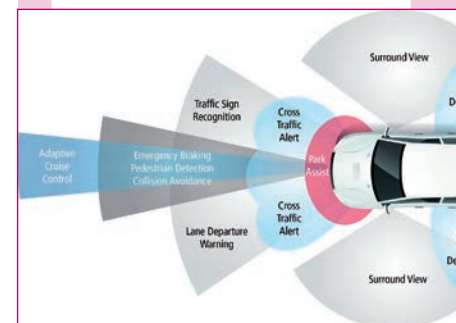 Surround View
Traffic Sign
Recognition
Cross
Traffic
Alert
Park
Assist
Adaptive
Cruise
Control
Emergency Braking
Pedestrian Detection
Collision Avoidance
Cross
Traffic
Alert
Lane Departure
Warning
Surround View